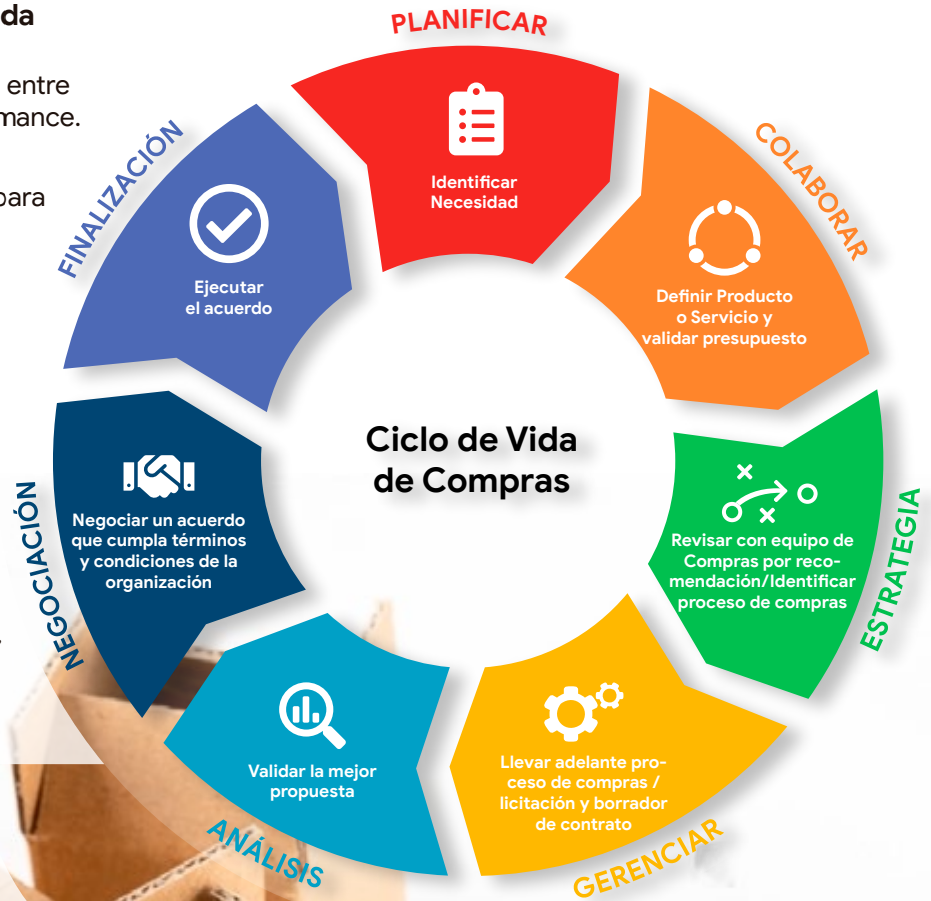 da
entre
mance.
para
PLANIFICAR
Identificar
Necesidad
COLABORAR
Definir Producto
o Servicio y
validar presupuesto
ESTRATEGIA
Revisar con equipo de
Compras por reco-
mendación/Identificar
proceso de compras
GERENCIAR
Llevar adelante pro-
ceso de compras /
licitación y borrador
de contrato
ANÁLISIS
Validar la mejor
propuesta
NEGOCIACIÓN
Negociar un acuerdo
que cumpla términos
y condiciones de la
organización
FINALIZACIÓN
Ejecutar
el acuerdo
Ciclo de Vida
de Compras